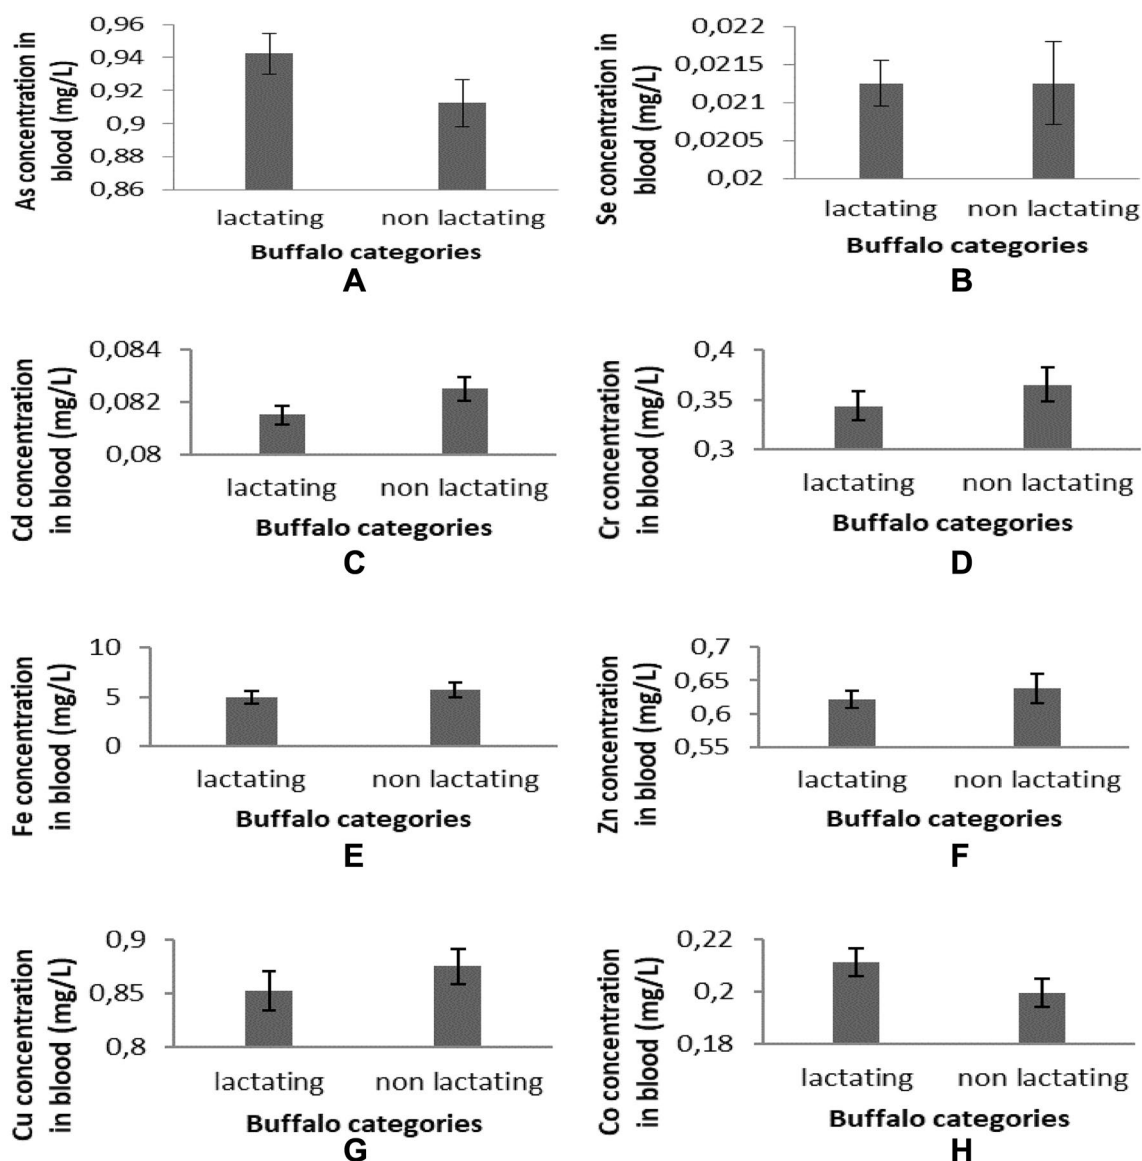 As concentration in
blood (mg/L)
0,96
0,94
0,92
0,9
0,88
0,86
lactating non lactating
Buffalo categories
A
Se concentration in
blood (mg/L)
0,022
0,0215
0,021
0,0205
0,02
lactating non lactating
Buffalo categories
B
Cd concentration
in blood (mg/L)
0,084
0,082
0,08
lactating non lactating
Buffalo categories
C
Cr concentration
in blood (mg/L)
0,4
0,35
0,3
lactating non lactating
Buffalo categories
D
Fe concentration
in blood (mg/L)
10
5
0
lactating non lactating
Buffalo categories
E
Zn concentration
in blood (mg/L)
0,7
0,65
0,6
0,55
lactating non lactating
Buffalo categories
F
Cu concentration
in blood (mg/L)
0,9
0,85
0,8
lactating non lactating
Buffalo categories
G
Co concentration
in blood (mg/L)
0,22
0,2
0,18
lactating non lactating
Buffalo categories
H